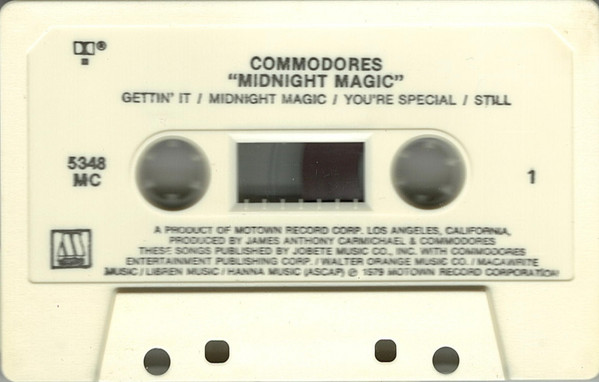 COMMODORES
"MIDNIGHT MAGIC"
GETTIN' IT / MIDNIGHT MAGIC / YOU'RE SPECIAL / STILL
5348
MC
1
A PRODUCT OF MOTOWN RECORD CORP. LOS ANGELES, CALIFORNIA,
PRODUCED BY JAMES ANTHONY CARMICHAEL & COMMODORES
THESE SONGS PUBLISHED BY JOBETE MUSIC CO., INC. WITH COMMODORES
ENTERTAINMENT PUBLISHING CORP. / WALTER ORANGE MUSIC CO. / MACAWRITE
MUSIC / LIBREN MUSIC / HANNA MUSIC (ASCAP) ℗ 1979 MOTOWN RECORD CORPORATION